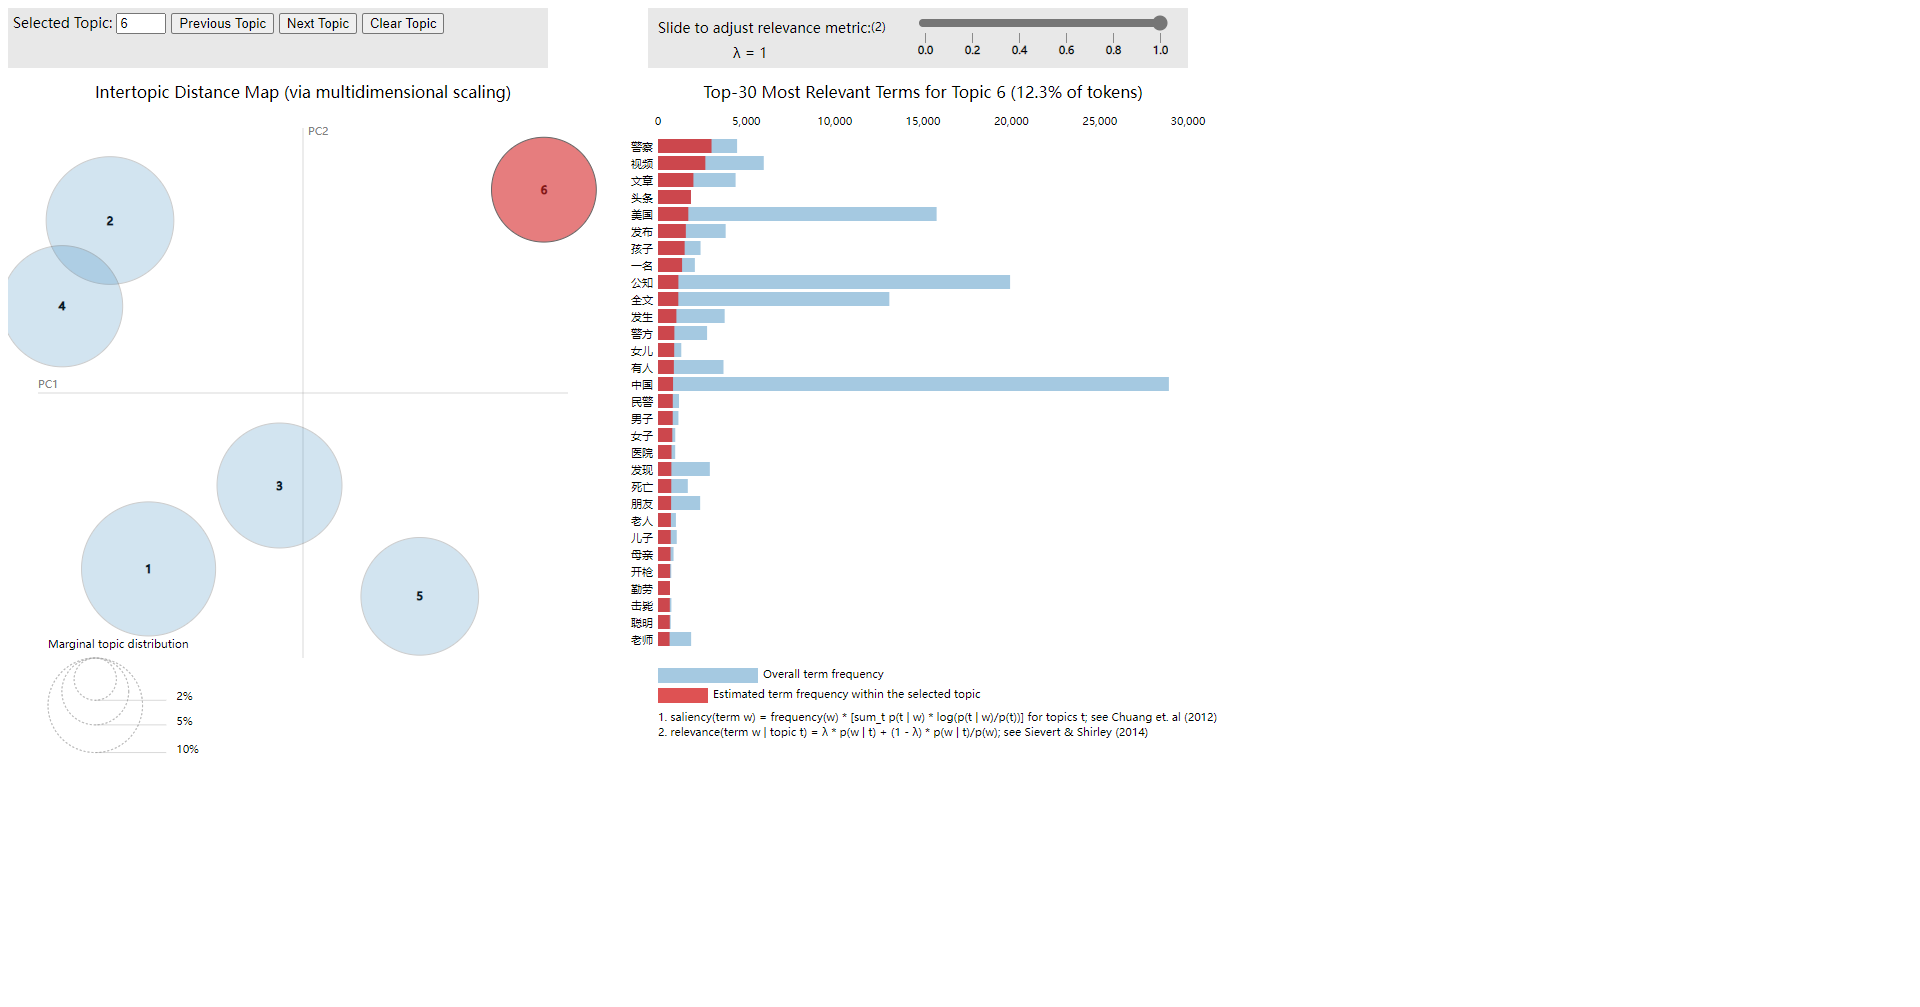 Selected Topic: 6 Previous Topic Next Topic Clear Topic
Slide to adjust relevance metric:(2)
λ = 1
0.0 0.2 0.4 0.6 0.8 1.0
Intertopic Distance Map (via multidimensional scaling)
PC2
6
2
4
PC1
3
1
5
Marginal topic distribution
2%
5%
10%
Top-30 Most Relevant Terms for Topic 6 (12.3% of tokens)
0 5,000 10,000 15,000 20,000 25,000 30,000
警察
视频
文章
头条
美国
发布
孩子
一名
公知
全文
发生
警方
女儿
有人
中国
民警
男子
女子
医院
发现
死亡
朋友
老人
儿子
母亲
开枪
勤劳
击毙
聪明
老师
Overall term frequency
Estimated term frequency within the selected topic
1. saliency(term w) = frequency(w) * [sum_t p(t | w) * log(p(t | w)/p(t))] for topics t; see Chuang et. al (2012)
2. relevance(term w | topic t) = λ * p(w | t) + (1 - λ) * p(w | t)/p(w); see Sievert & Shirley (2014)